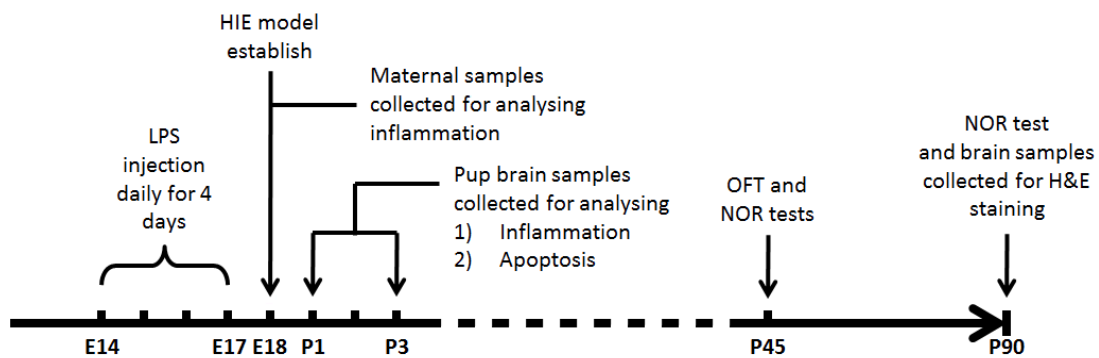 HIE model
establish
Maternal samples
collected for analysing
inflammation
LPS
injection
daily for 4
days
Pup brain samples
collected for analysing
1) Inflammation
2) Apoptosis
OFT and
NOR tests
NOR test
and brain samples
collected for H&E
staining
E14 E17 E18 P1 P3 P45 P90